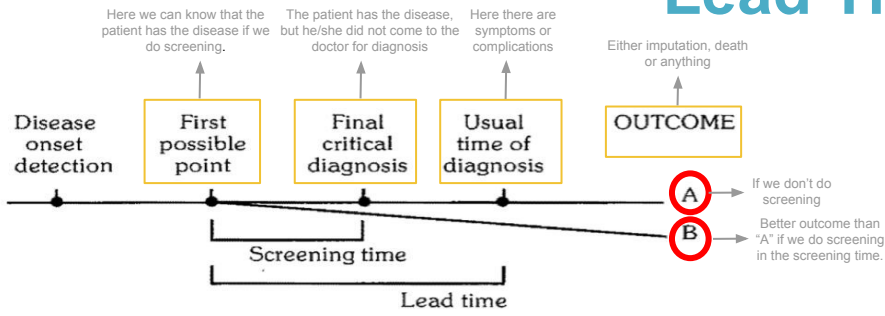 Lead Ti
Here we can know that the
patient has the disease if we
do screening.
The patient has the disease,
but he/she did not come to the
doctor for diagnosis
Here there are
symptoms or
complications
Either imputation, death
or anything
Disease
onset
detection
First
possible
point
Final
critical
diagnosis
Usual
time of
diagnosis
OUTCOME
A
If we don't do
screening
B
Better outcome than
“A” if we do screening
in the screening time.
Screening time
Lead time